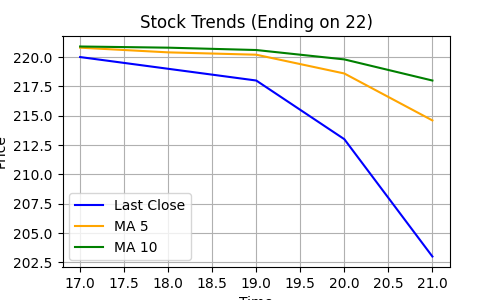 Stock Trends (Ending on 22)
220.0
217.5
215.0
212.5
210.0
207.5
205.0
202.5
Price
Last Close
MA 5
MA 10
17.0 17.5 18.0 18.5 19.0 19.5 20.0 20.5 21.0
Time